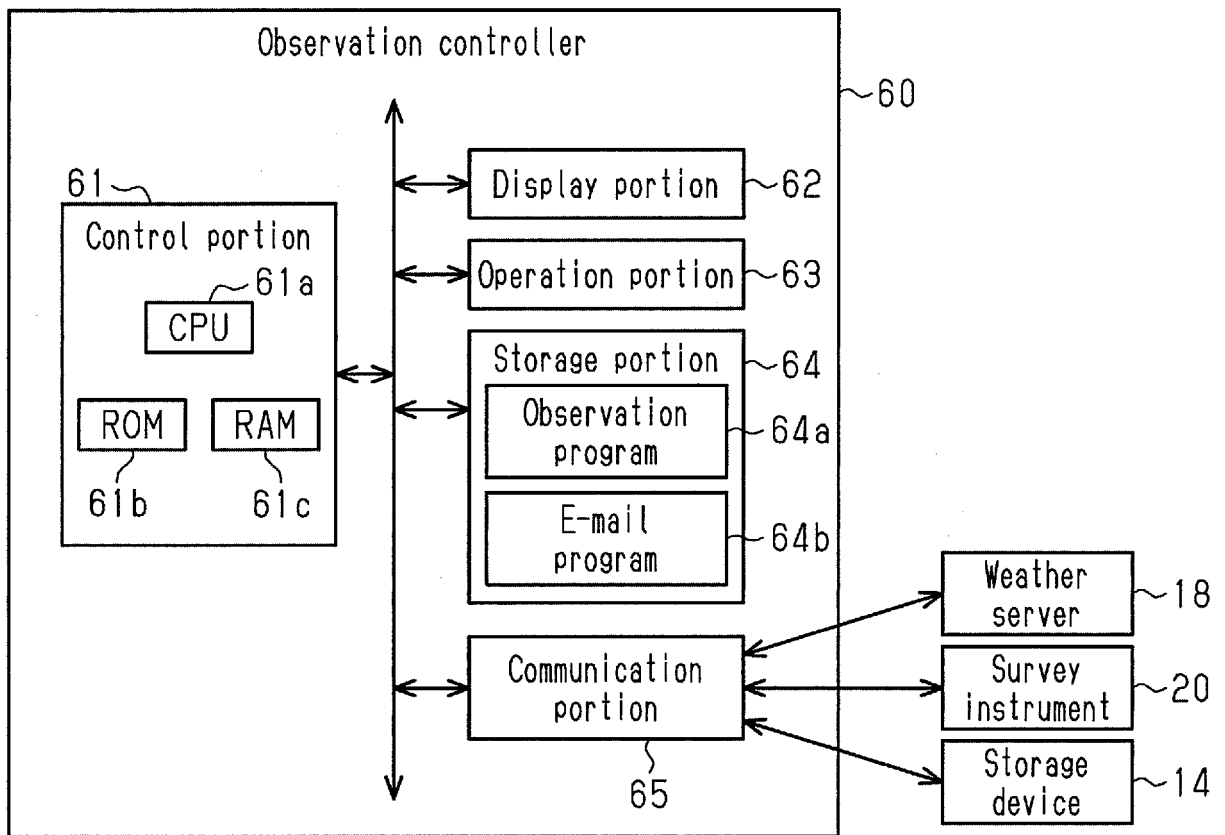 Observation controller
60
61
Control portion
61a
CPU
ROM
RAM
61b
61c
Display portion
62
Operation portion
63
Storage portion
64
Observation
program
64a
E-mail
program
64b
Communication
portion
65
Weather
server
18
Survey
instrument
20
Storage
device
14